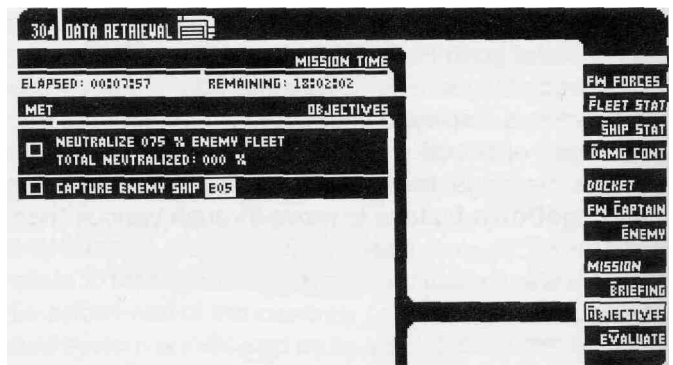 304 DATA RETRIEVAL
MISSION TIME
ELAPSED: 00:07:57 REMAINING: 18:02:02
MET OBJECTIVES
NEUTRALIZE 075 % ENEMY FLEET
TOTAL NEUTRALIZED: 000 %
CAPTURE ENEMY SHIP E05
FW FORCES
FLEET STAT
SHIP STAT
DAMG CONT
DOCKET
FW CAPTAIN
ENEMY
MISSION
BRIEFING
OBJECTIVES
EVALUATE